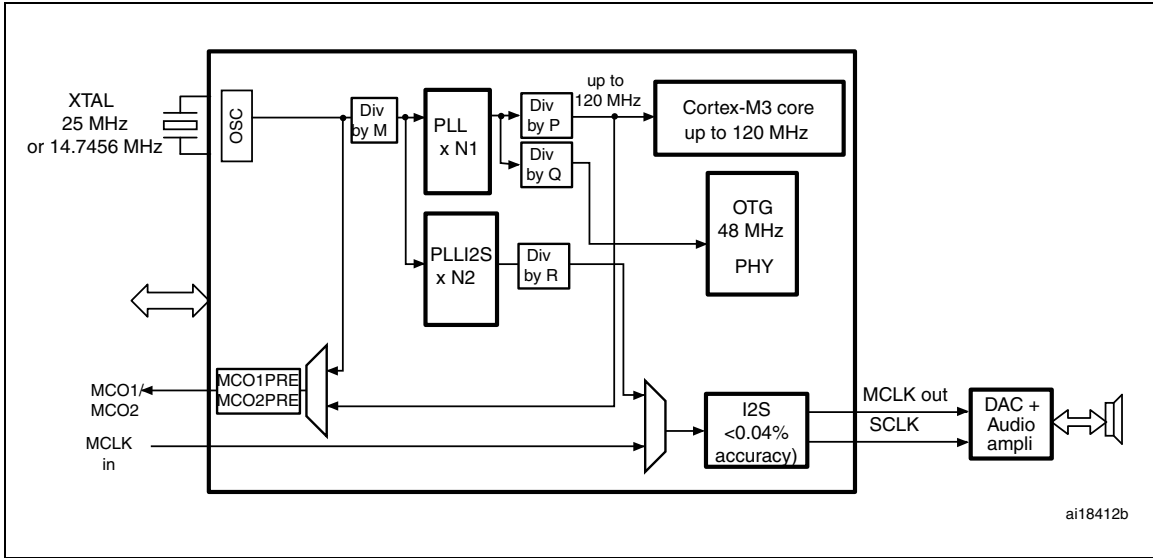 XTAL
25 MHz
or 14.7456 MHz
OSC
Div
by M
PLL
x N1
Div
by P
up to
120 MHz
Cortex-M3 core
up to 120 MHz
Div
by Q
OTG
48 MHz
PHY
PLLI2S
x N2
Div
by R
MCO1/
MCO2
MCO1PRE
MCO2PRE
MCLK
in
I2S
<0.04%
accuracy)
MCLK out
SCLK
DAC +
Audio
ampli
ai18412b